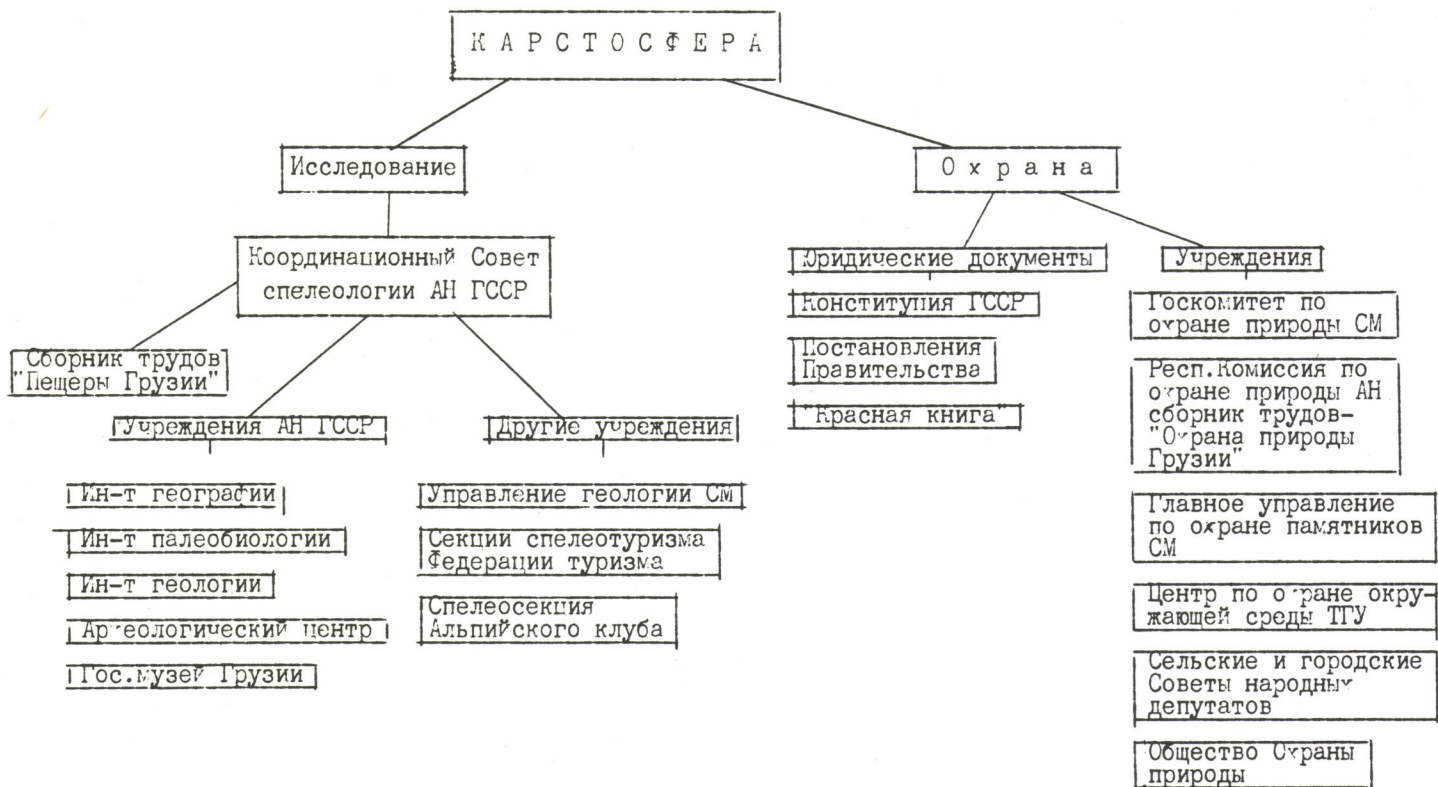 КАРСТОСФЕРА
Исследование
Охрана
Координационный Совет
спелеологии АН ГССР
Сборник трудов
"Пещеры Грузии"
Учреждения АН ГССР
Ин-т географии
Ин-т палеобиологии
Ин-т геологии
Археологический центр
Гос.музей Грузии
Другие учреждения
Управление геологии СМ
Секции спелеотуризма
Федерации туризма
Спелеосекция
Альпийского клуба
Юридические документы
Конституция ГССР
Постановления
Правительства
"Красная книга"
Учреждения
Госкомитет по
охране природы СМ
Респ.Комиссия по
охране природы АН
сборник трудов-
"Охрана природы
Грузии"
Главное управление
по охране памятников
СМ
Центр по охране окру-
жающей среды ТГУ
Сельские и городские
Советы народных
депутатов
Общество Охраны
природы